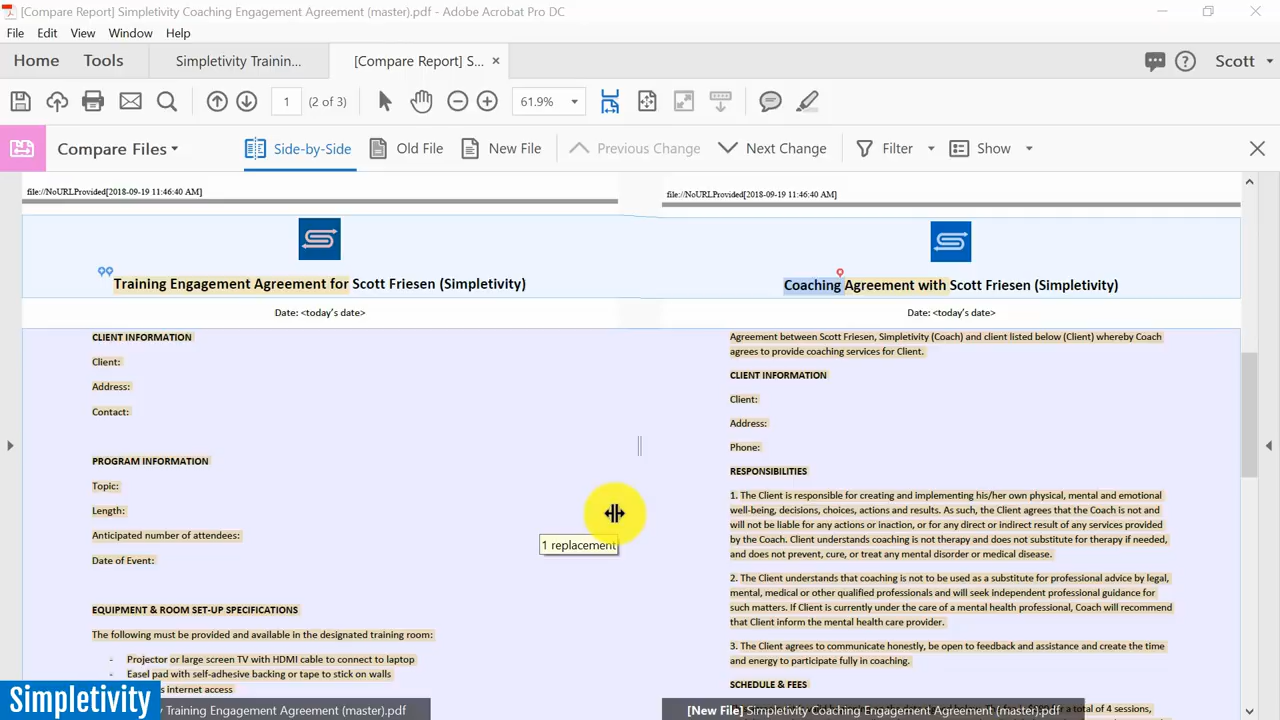 [Compare Report] Simpletivity Coaching Engagement Agreement (master).pdf - Adobe Acrobat Pro DC
File Edit View Window Help
Home Tools Simpletivity Trainin... [Compare Report] S... × Scott
1 (2 of 3) 61.9%
Compare Files Side-by-Side Old File New File Previous Change Next Change Filter Show
file://NoURLProvided[2018-09-19 11:46:40 AM]
Training Engagement Agreement for Scott Friesen (Simpletivity)
Date: <today's date>
CLIENT INFORMATION
Client:
Address:
Contact:
PROGRAM INFORMATION
Topic:
Length:
Anticipated number of attendees:
Date of Event:
EQUIPMENT & ROOM SET-UP SPECIFICATIONS
The following must be provided and available in the designated training room:
- Projector or large screen TV with HDMI cable to connect to laptop
- Easel pad with self-adhesive backing or tape to stick on walls
internet access
Training Engagement Agreement (master).pdf
1 replacement
file://NoURLProvided[2018-09-19 11:46:40 AM]
Coaching Agreement with Scott Friesen (Simpletivity)
Date: <today's date>
Agreement between Scott Friesen, Simpletivity (Coach) and client listed below (Client) whereby Coach
agrees to provide coaching services for Client.
CLIENT INFORMATION
Client:
Address:
Phone:
RESPONSIBILITIES
1. The Client is responsible for creating and implementing his/her own physical, mental and emotional
well-being, decisions, choices, actions and results. As such, the Client agrees that the Coach is not and
will not be liable for any actions or inaction, or for any direct or indirect result of any services provided
by the Coach. Client understands coaching is not therapy and does not substitute for therapy if needed,
and does not prevent, cure, or treat any mental disorder or medical disease.
2. The Client understands that coaching is not to be used as a substitute for professional advice by legal,
mental, medical or other qualified professionals and will seek independent professional guidance for
such matters. If Client is currently under the care of a mental health professional, Coach will recommend
that Client inform the mental health care provider.
3. The Client agrees to communicate honestly, be open to feedback and assistance and create the time
and energy to participate fully in coaching.
SCHEDULE & FEES
a total of 4 sessions,
[New File] Simpletivity Coaching Engagement Agreement (master).pdf
Simpletivity